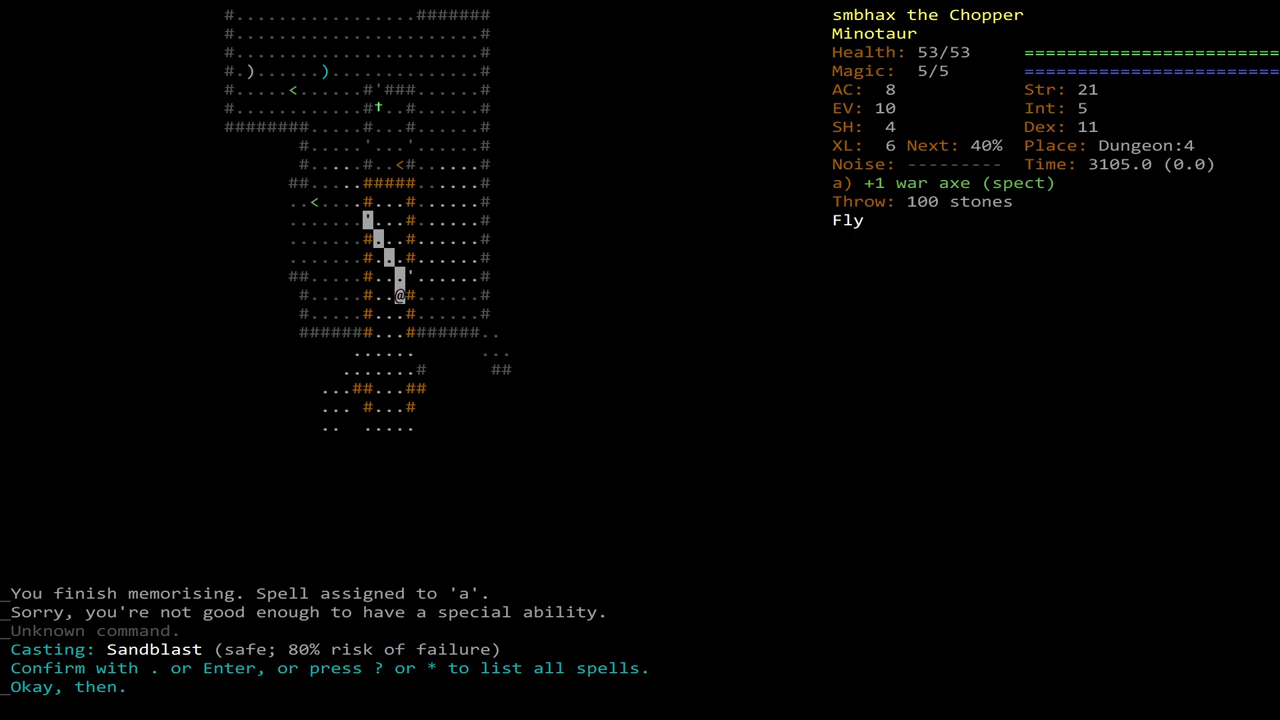 #.................#######          smbhax the Chopper
#.......................#          Minotaur
#.......................#          Health: 53/53      ========================
#.)......)..............#          Magic:  5/5        ========================
#.....<......#'###......#          AC:  8             Str: 21
#............#†..#......#          EV: 10             Int: 5
########.....#...#......#          SH:  4             Dex: 11
#.....'...'......#          XL:  6 Next: 40%   Place: Dungeon:4
#.....#..<#......#          Noise: ---------   Time: 3105.0 (0.0)
##.....#####......#          a) +1 war axe (spect)
..<....#...#......#          Throw: 100 stones
.......'...#......#          Fly
.......#...#......#
.......#...#......#
##.....#...'......#
#.....#..@#......#
#.....#...#......#
#######...#######..
......      ...
.......#      ##
...##...##
... #...#
..  .....
_You finish memorising. Spell assigned to 'a'.
_Sorry, you're not good enough to have a special ability.
_Unknown command.
Casting: Sandblast (safe; 80% risk of failure)
Confirm with . or Enter, or press ? or * to list all spells.
_Okay, then.